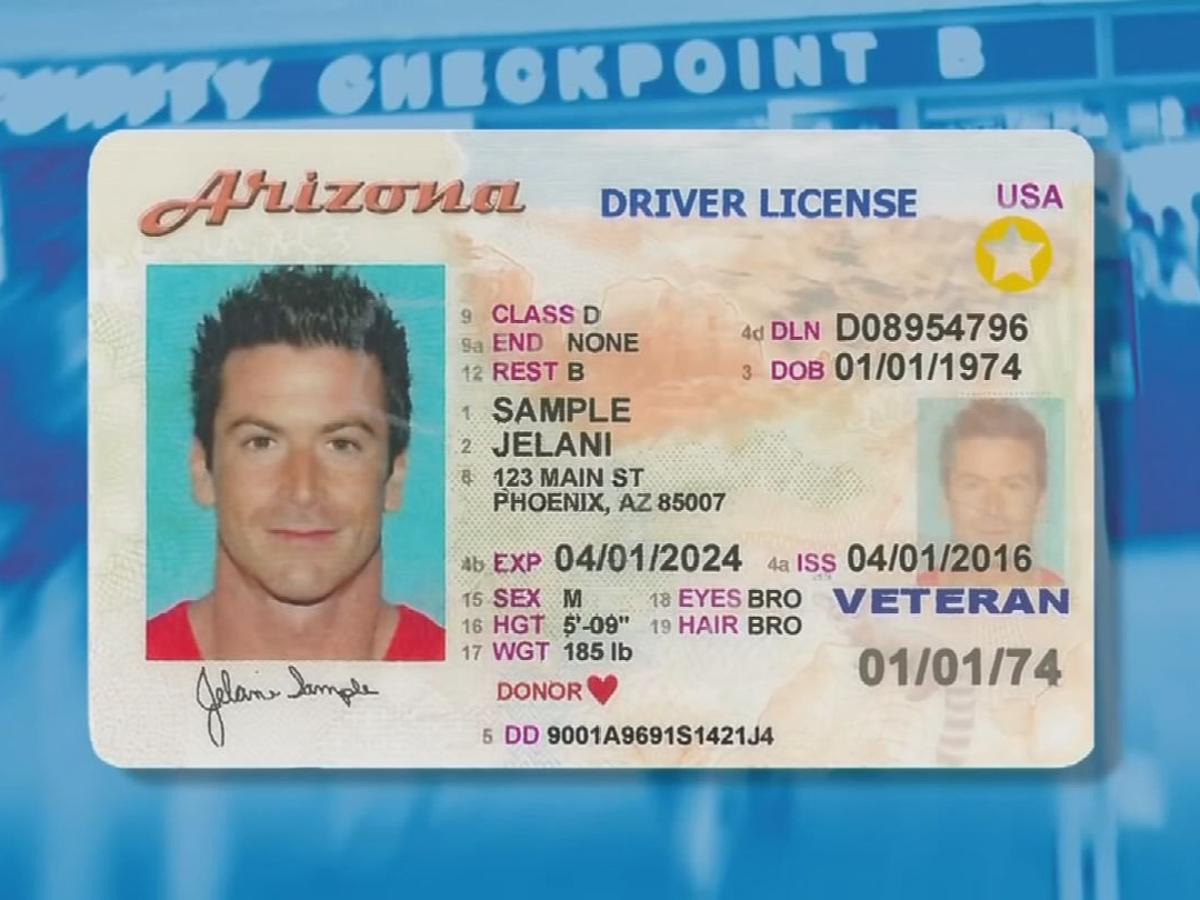 CHECKPOINT B
Arizona
DRIVER LICENSE
USA
9 CLASS D
9a END NONE
12 REST B
4d DLN D08954796
3 DOB 01/01/1974
1 SAMPLE
2 JELANI
8 123 MAIN ST
PHOENIX, AZ 85007
4b EXP 04/01/2024
4a ISS 04/01/2016
15 SEX M
18 EYES BRO
16 HGT 5'-09"
19 HAIR BRO
17 WGT 185 lb
VETERAN
01/01/74
DONOR
Jelani Sample
5 DD 9001A9691S1421J4